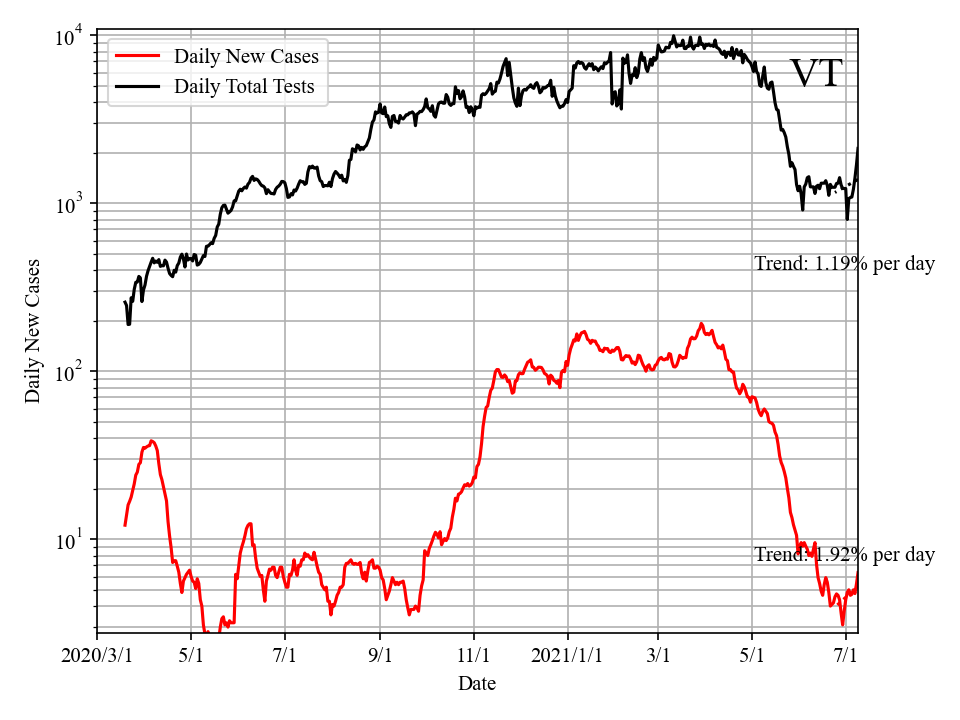 10^4
Daily New Cases
Daily Total Tests
VT
10^3
Trend: 1.19% per day
Daily New Cases
10^2
10^1
Trend: 1.92% per day
2020/3/1 5/1 7/1 9/1 11/1 2021/1/1 3/1 5/1 7/1
Date